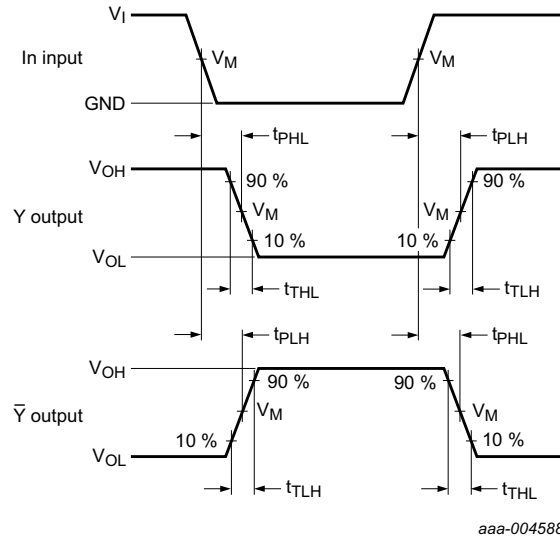 V_I
In input
V_M
V_M
GND
t_PHL
t_PLH
V_OH
90 %
90 %
Y output
V_M
V_M
10 %
10 %
V_OL
t_THL
t_TLH
t_PLH
t_PHL
V_OH
90 %
90 %
Y̅ output
V_M
V_M
10 %
10 %
V_OL
t_TLH
t_THL
aaa-004588